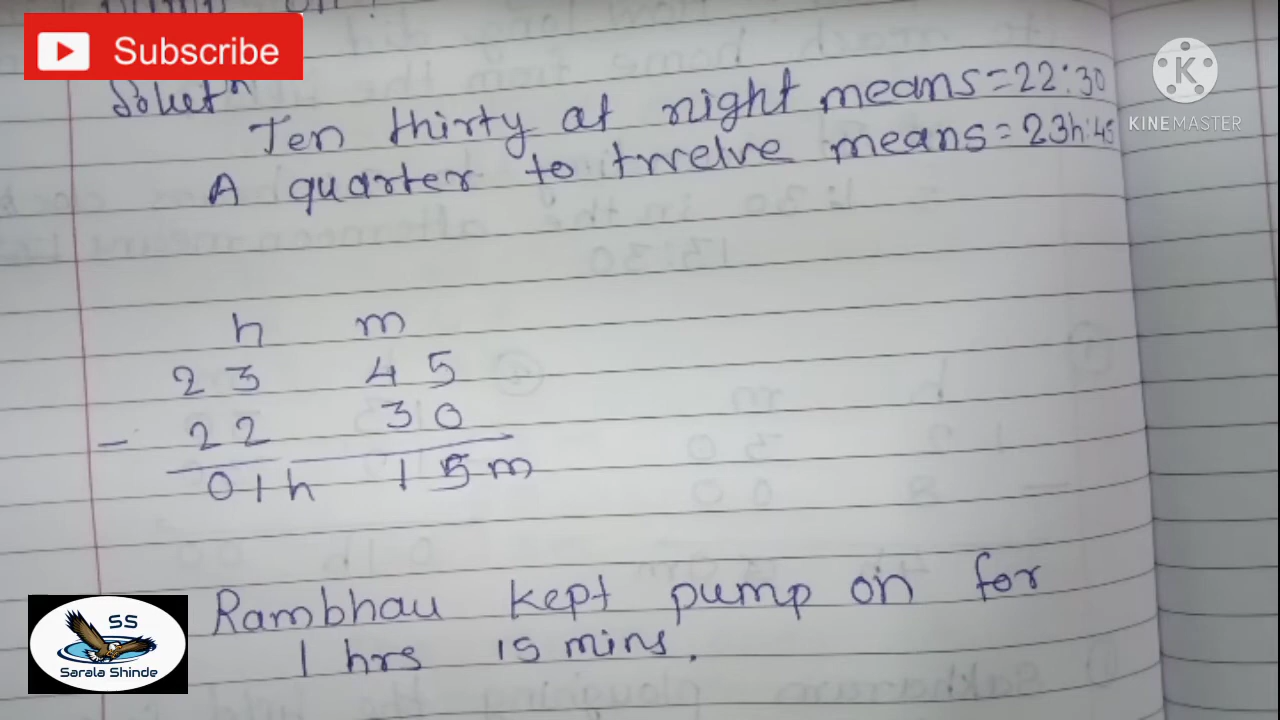 Subscribe
Solutn
Ten thirty at night means=22:30
A quarter to twelve means=23h:45
KINEMASTER
h m
23 45
- 22 30
01h 15m
Rambhau kept pump on for
1 hrs 15 mins.
SS
Sarala Shinde